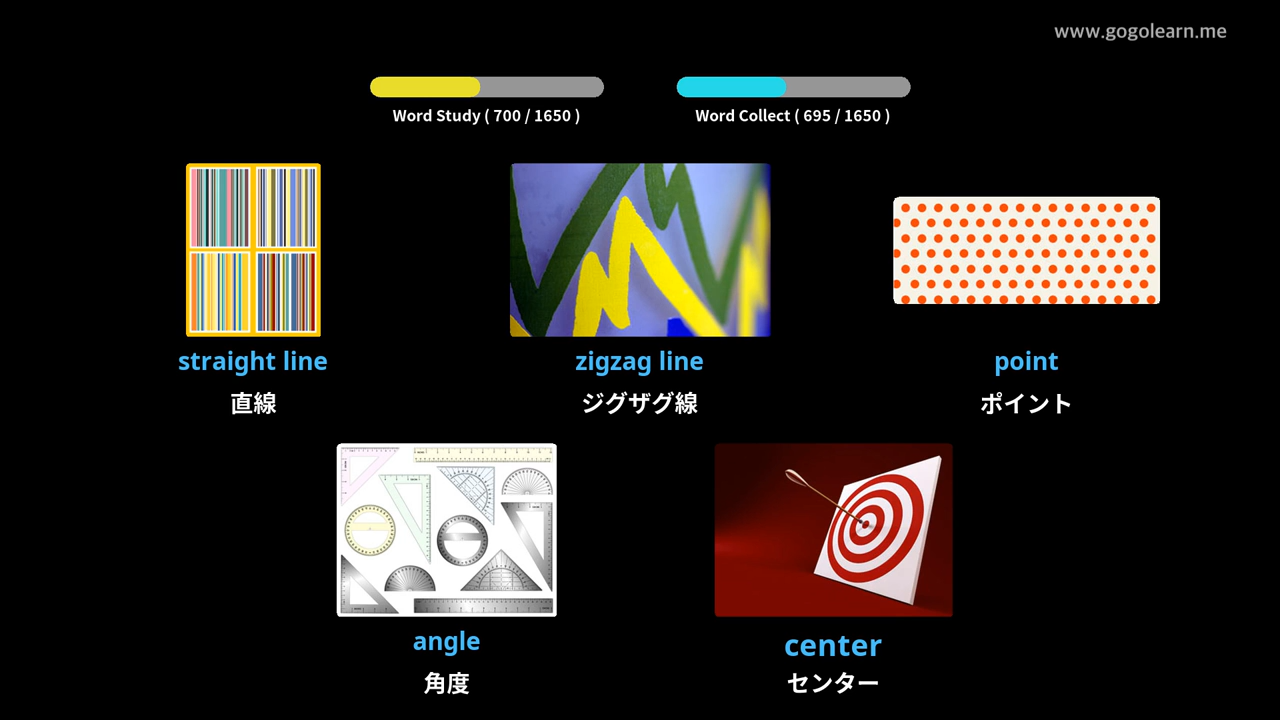 www.gogolearn.me
Word Study ( 700 / 1650 )
Word Collect ( 695 / 1650 )
straight line
直線
zigzag line
ジグザグ線
point
ポイント
angle
角度
center
センター